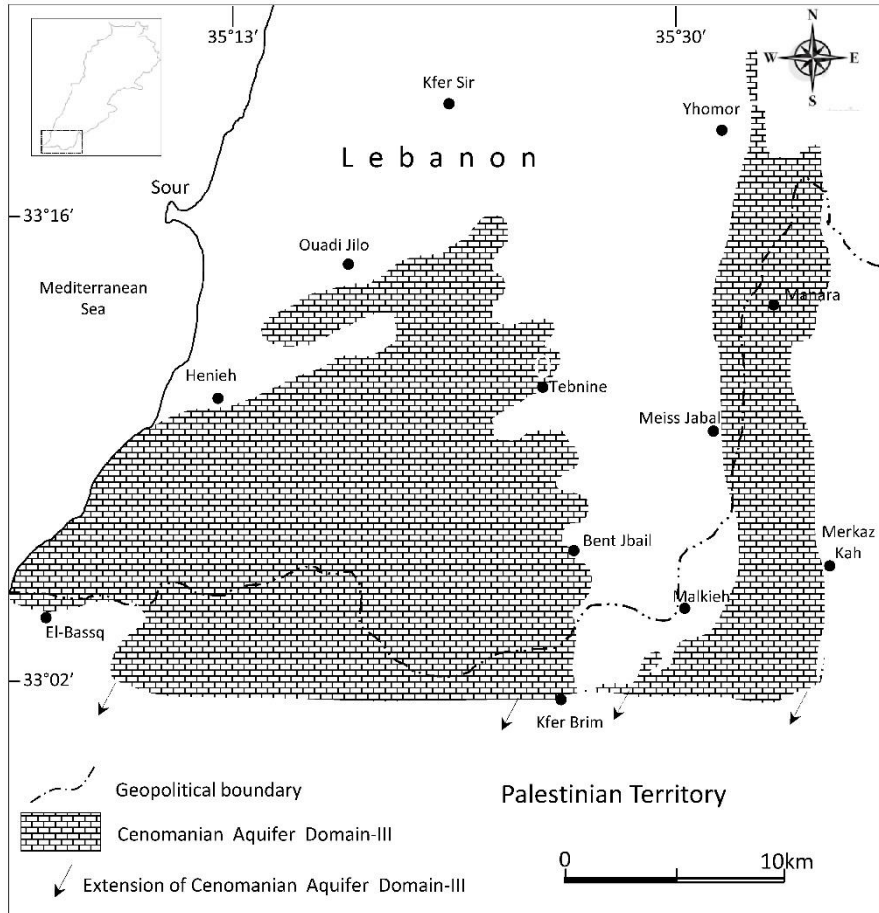 35°13′
35°30′
N
W
E
S
Kfer Sir
Yhomor
Lebanon
Sour
33°16′
Ouadi Jilo
Mediterranean
Sea
Manara
Henieh
Tebnine
Meiss Jabal
Bent Jbail
Merkaz
Kah
Malkieh
El-Bassq
33°02′
Kfer Brim
Geopolitical boundary
Palestinian Territory
Cenomanian Aquifer Domain-III
0
10km
Extension of Cenomanian Aquifer Domain-III